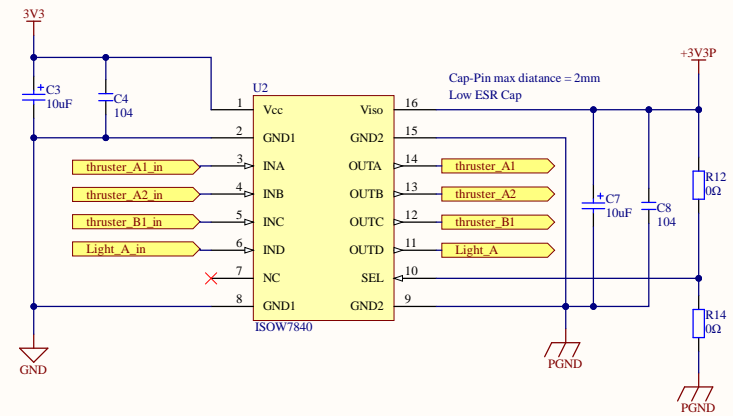 3V3
+3V3P
Cap-Pin max diatance = 2mm
Low ESR Cap
U2
+ C3
10uF
C4
104
1 Vcc Viso 16
2 GND1 GND2 15
thruster_A1_in 3 INA OUTA 14 thruster_A1
thruster_A2_in 4 INB OUTB 13 thruster_A2
thruster_B1_in 5 INC OUTC 12 thruster_B1
Light_A_in 6 IND OUTD 11 Light_A
7 NC SEL 10
8 GND1 GND2 9
ISOW7840
+ C7
10uF
C8
104
R12
0Ω
R14
0Ω
GND
PGND
PGND